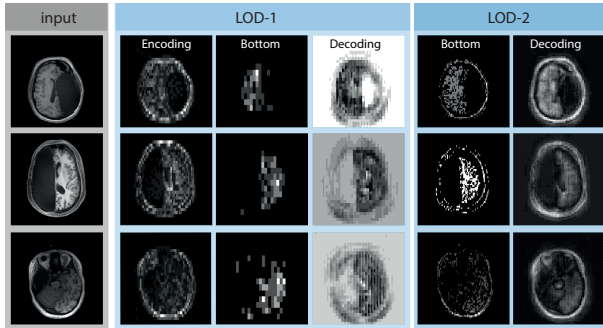 input
LOD-1
LOD-2
Encoding
Bottom
Decoding
Bottom
Decoding